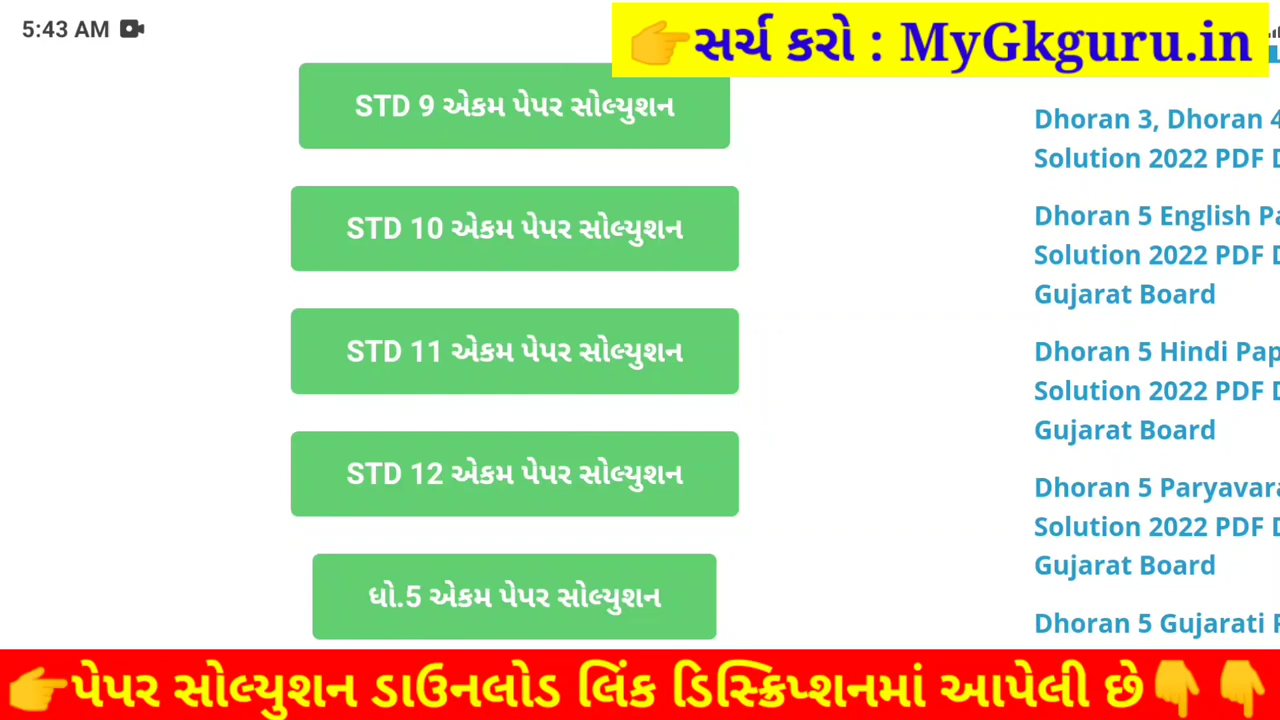 5:43 AM
👉સર્ચ કરો : MyGkguru.in
STD 9 એકમ પેપર સોલ્યુશન
STD 10 એકમ પેપર સોલ્યુશન
STD 11 એકમ પેપર સોલ્યુશન
STD 12 એકમ પેપર સોલ્યુશન
ધો.5 એકમ પેપર સોલ્યુશન
Dhoran 3, Dhoran 4
Solution 2022 PDF
Dhoran 5 English
Solution 2022 PDF
Gujarat Board
Dhoran 5 Hindi
Solution 2022 PDF
Gujarat Board
Dhoran 5
Solution 2022 PDF
Gujarat Board
Dhoran 5 Gujarati
👉પેપર સોલ્યુશન ડાઉનલોડ લિંક ડિસ્ક્રિપ્શનમાં આપેલી છે👇👇